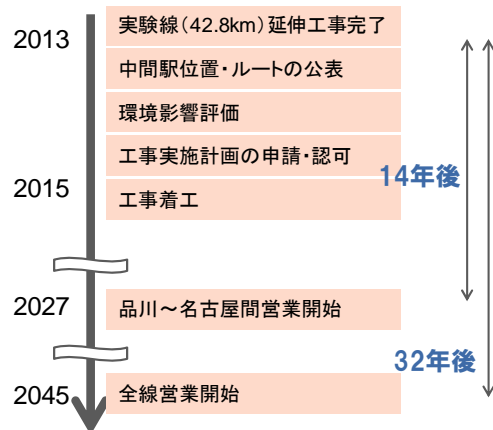 2013
実験線(42.8km)延伸工事完了
中間駅位置・ルートの公表
環境影響評価
工事実施計画の申請・認可
14年後
2015
工事着工
2027
品川～名古屋間営業開始
32年後
2045
全線営業開始